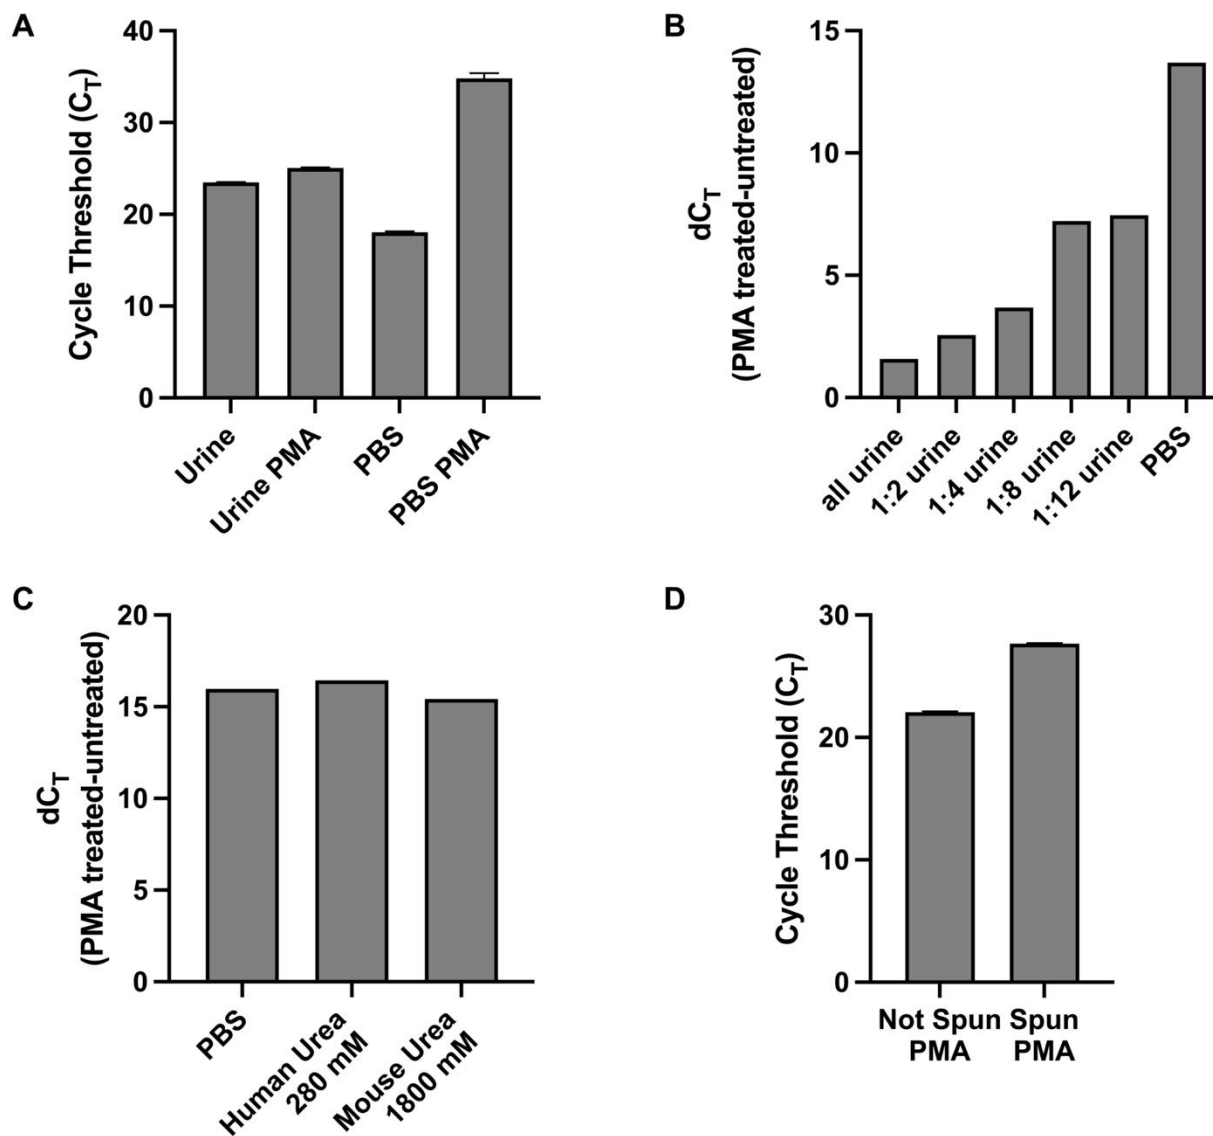 A
Cycle Threshold (CT)
40
30
20
10
0
Urine
Urine PMA
PBS
PBS PMA
B
dCT
(PMA treated-untreated)
15
10
5
0
all urine
1:2 urine
1:4 urine
1:8 urine
1:12 urine
PBS
C
dCT
(PMA treated-untreated)
20
15
10
5
0
PBS
Human Urea
280 mM
Mouse Urea
1800 mM
D
Cycle Threshold (CT)
30
20
10
0
Not Spun
PMA
Spun
PMA